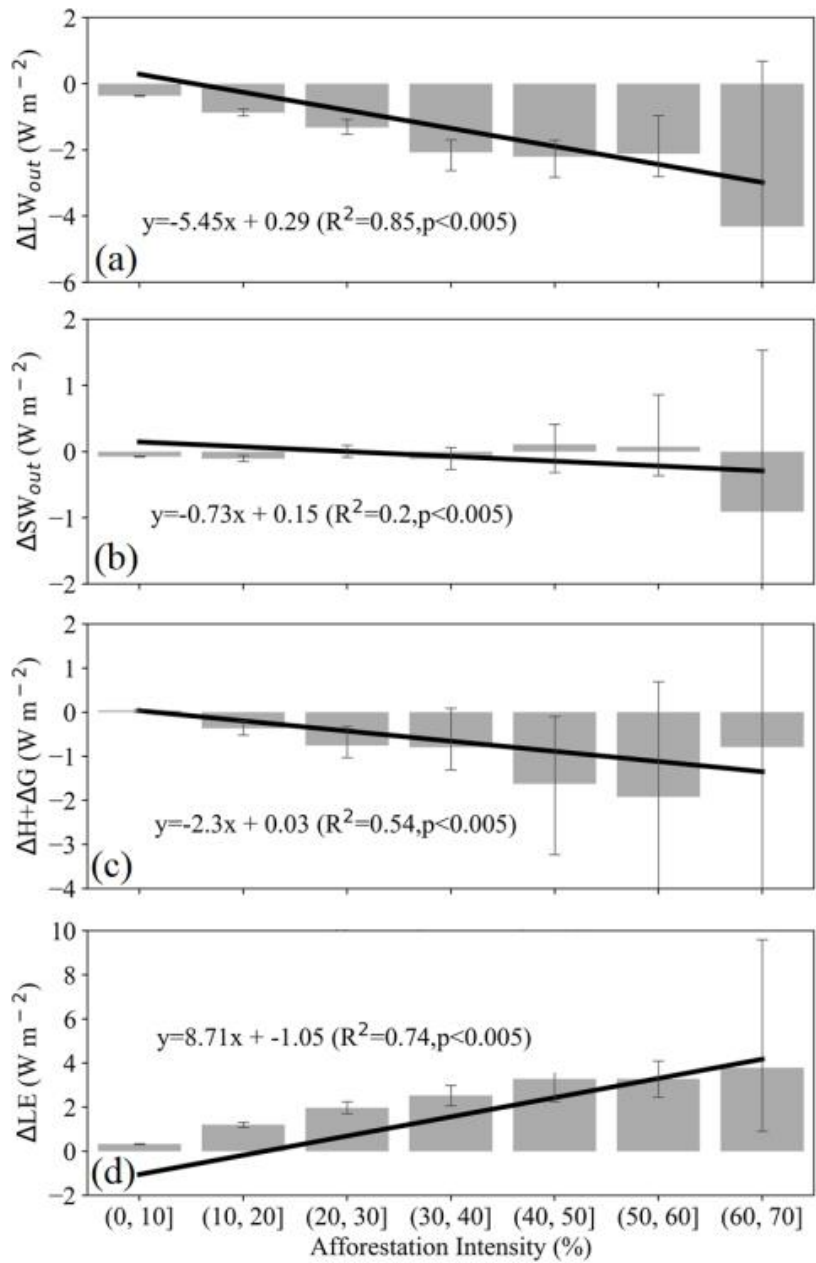 2
0
−2
−4
−6
ΔLW_out (W m⁻²)
y=-5.45x + 0.29 (R²=0.85,p<0.005)
(a)
2
1
0
−1
−2
ΔSW_out (W m⁻²)
y=-0.73x + 0.15 (R²=0.2,p<0.005)
(b)
2
1
0
−1
−2
−3
−4
ΔH+ΔG (W m⁻²)
y=-2.3x + 0.03 (R²=0.54,p<0.005)
(c)
10
8
6
4
2
0
−2
ΔLE (W m⁻²)
y=8.71x + -1.05 (R²=0.74,p<0.005)
(d)
(0, 10] (10, 20] (20, 30] (30, 40] (40, 50] (50, 60] (60, 70]
Afforestation Intensity (%)